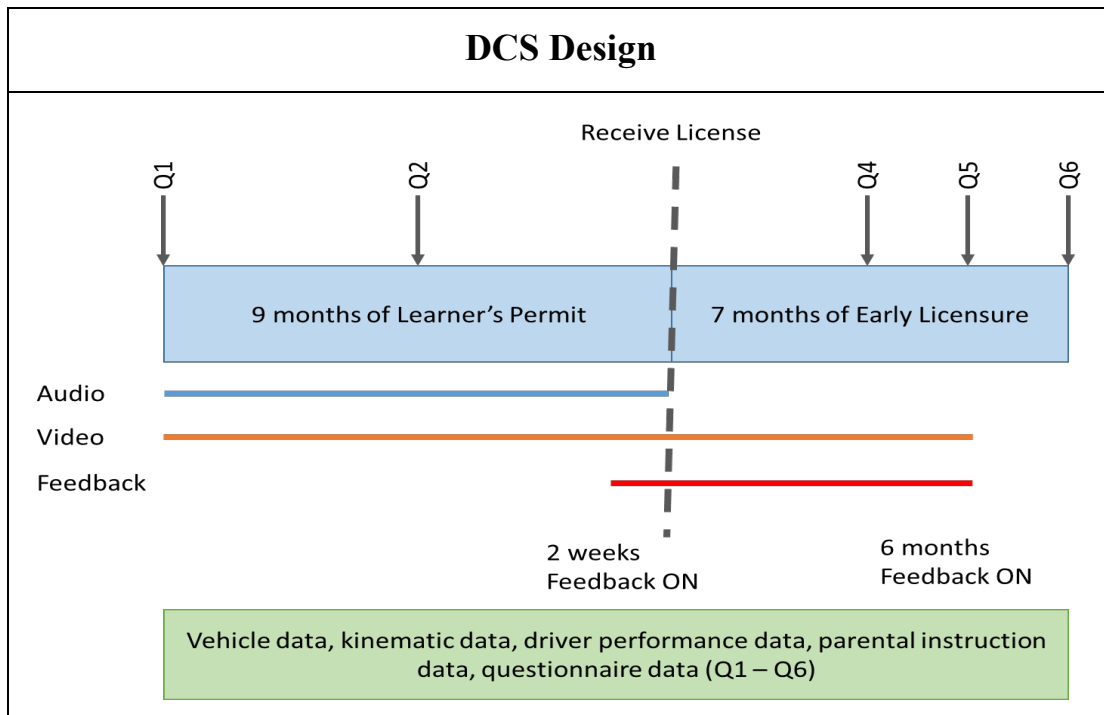 DCS Design
Receive License
Q1
Q2
Q4
Q5
Q6
9 months of Learner's Permit
7 months of Early Licensure
Audio
Video
Feedback
2 weeks
Feedback ON
6 months
Feedback ON
Vehicle data, kinematic data, driver performance data, parental instruction
data, questionnaire data (Q1 – Q6)